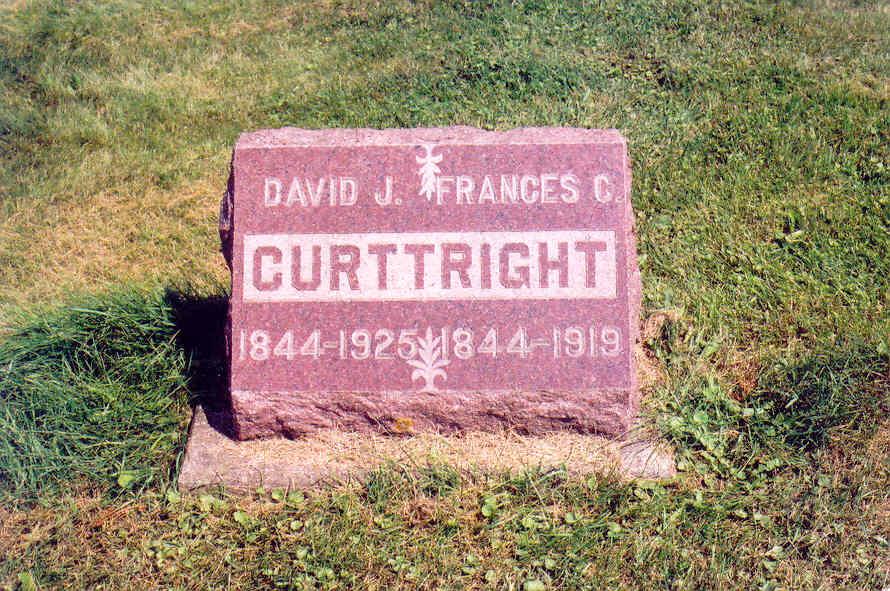 DAVID J. FRANCES C.
CURTTRIGHT
1844-1925 1844-1919